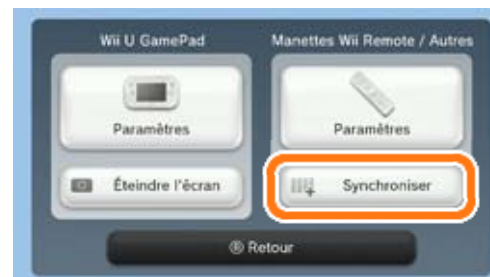 Wii U GamePad
Manettes Wii Remote / Autres
Paramètres
Paramètres
Éteindre l'écran
Synchroniser
Ⓑ Retour